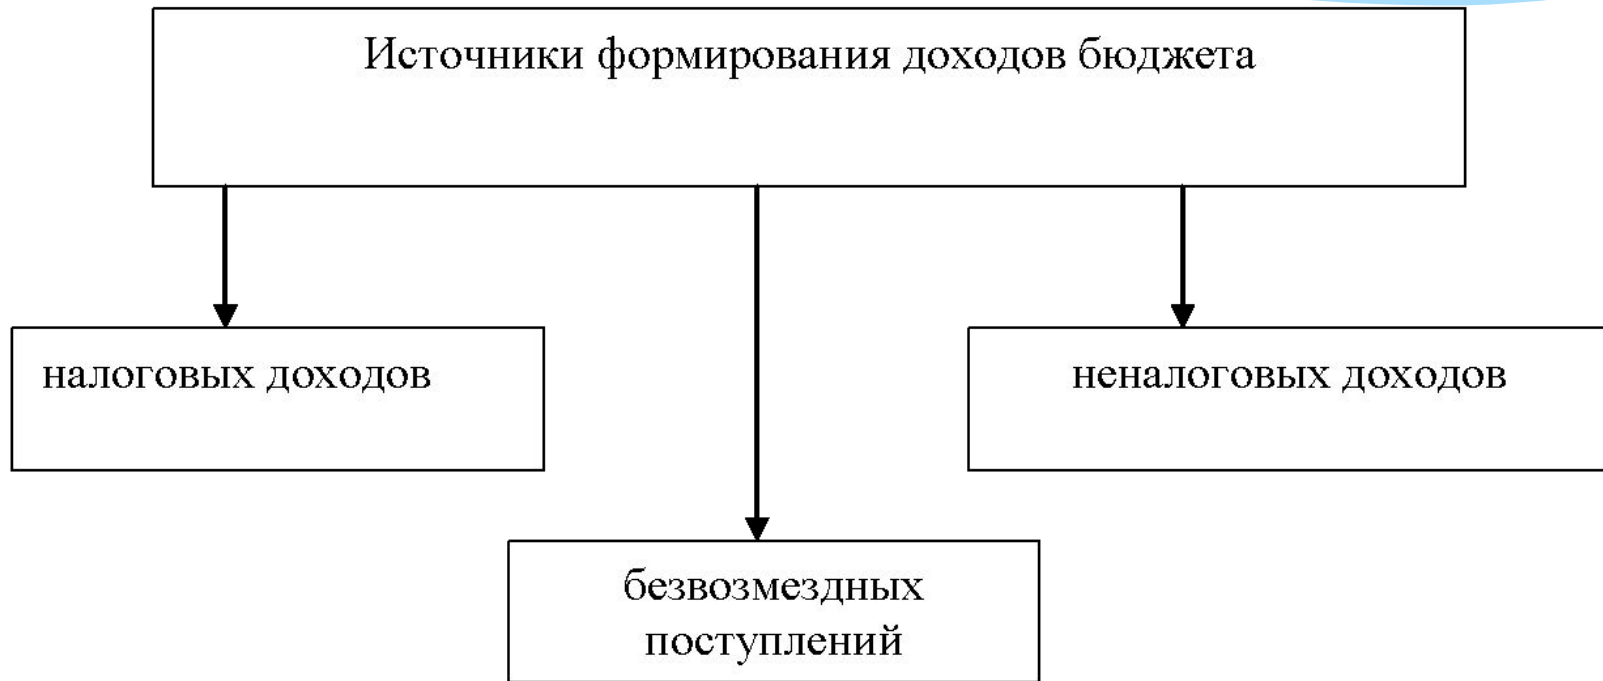 Источники формирования доходов бюджета
налоговых доходов
неналоговых доходов
безвозмездных
поступлений